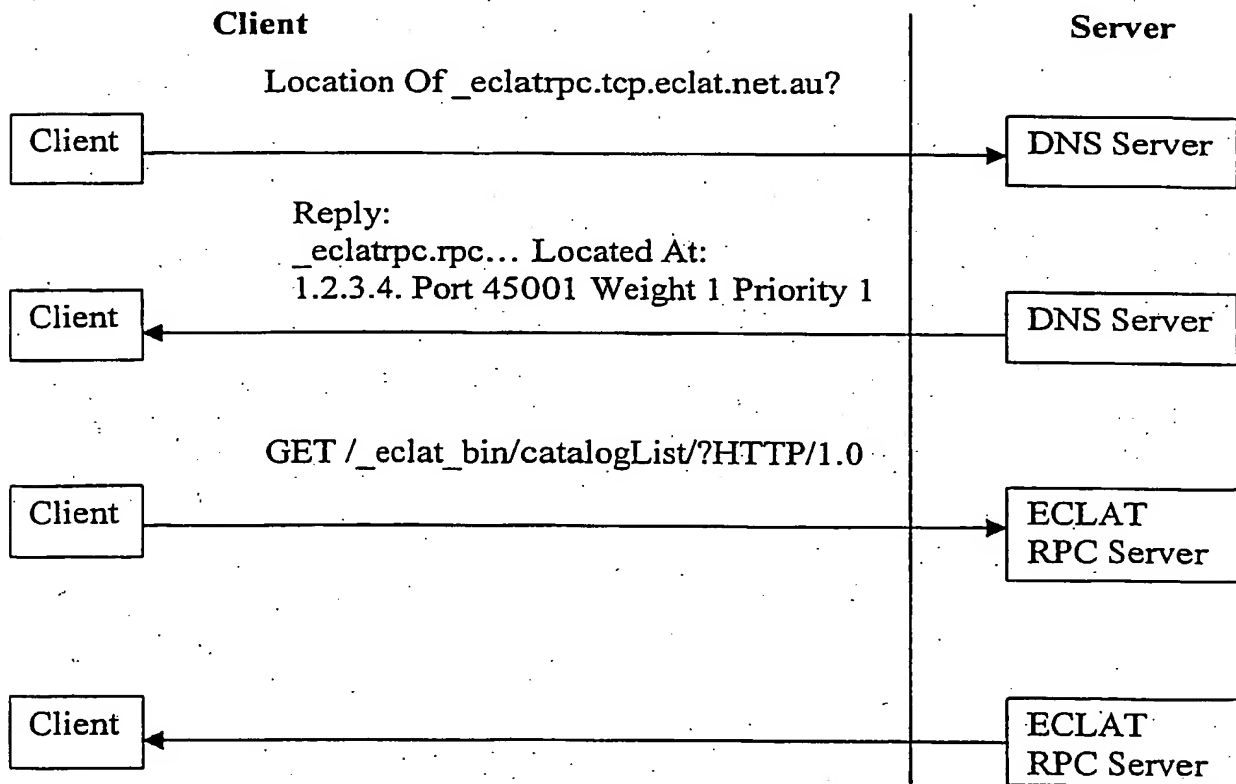 Client
Server
Location Of _eclatrpc.tcp.eclat.net.au?
Client
DNS Server
Reply:
_eclatrpc.rpc... Located At:
1.2.3.4. Port 45001 Weight 1 Priority 1
Client
DNS Server
GET /_eclat_bin/catalogList/?HTTP/1.0
Client
ECLAT
RPC Server
Client
ECLAT
RPC Server